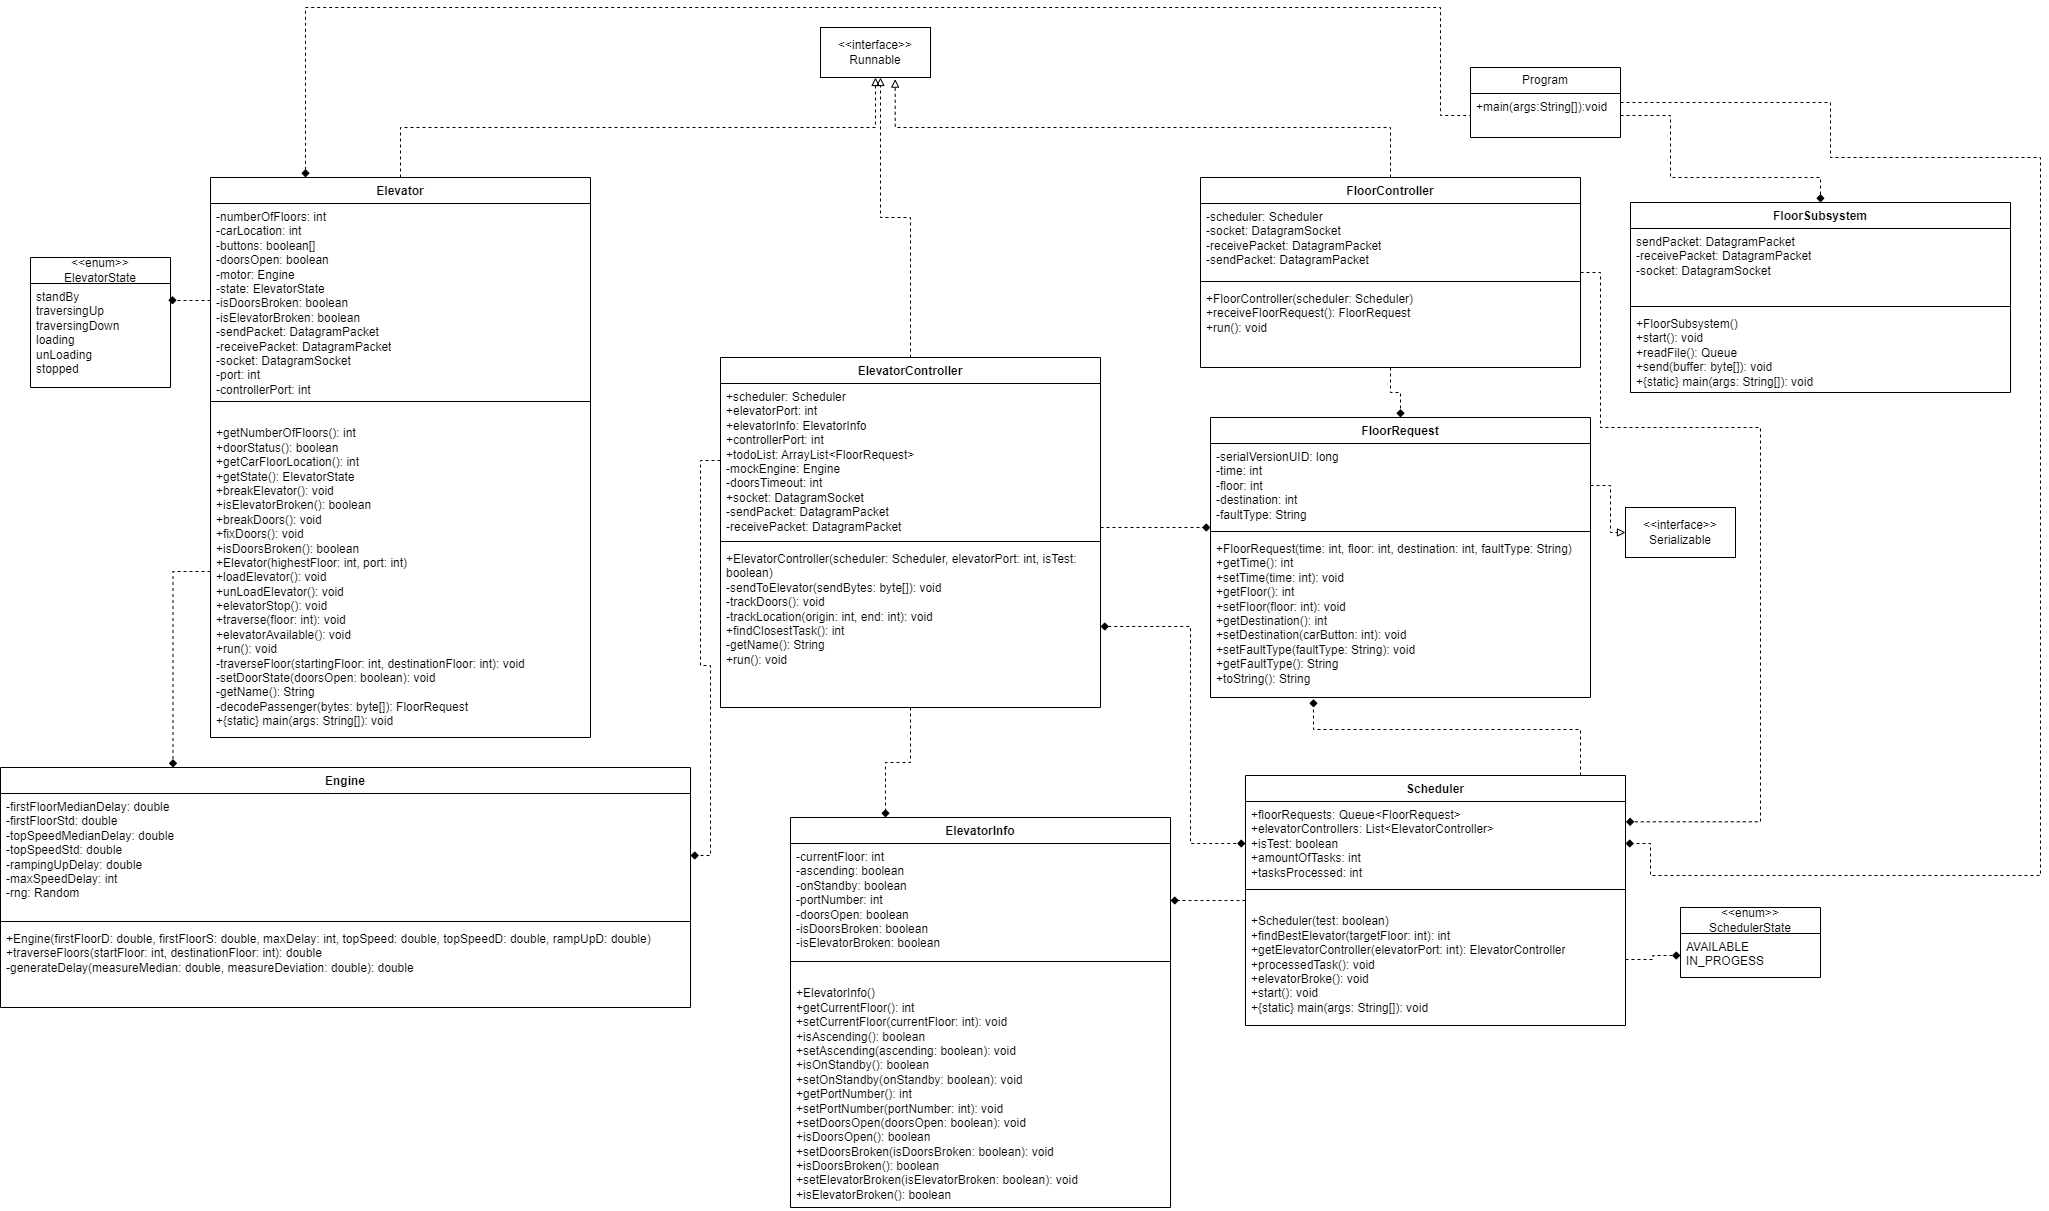 <<interface>>
Runnable
Program
+main(args:String[]):void
Elevator
-numberOfFloors: int
-carLocation: int
-buttons: boolean[]
-doorsOpen: boolean
-motor: Engine
-state: ElevatorState
-isDoorsBroken: boolean
-isElevatorBroken: boolean
-sendPacket: DatagramPacket
-receivePacket: DatagramPacket
-socket: DatagramSocket
-port: int
-controllerPort: int
+getNumberOfFloors(): int
+doorStatus(): boolean
+getCarFloorLocation(): int
+getState(): ElevatorState
+breakElevator(): void
+isElevatorBroken(): boolean
+breakDoors(): void
+fixDoors(): void
+isDoorsBroken(): boolean
+Elevator(highestFloor: int, port: int)
+loadElevator(): void
+unLoadElevator(): void
+elevatorStop(): void
+traverse(floor: int): void
+elevatorAvailable(): void
+run(): void
-traverseFloor(startingFloor: int, destinationFloor: int): void
-setDoorState(doorsOpen: boolean): void
-getName(): String
-decodePassenger(bytes: byte[]): FloorRequest
+{static} main(args: String[]): void
<<enum>>
ElevatorState
standBy
traversingUp
traversingDown
loading
unLoading
stopped
FloorController
-scheduler: Scheduler
-socket: DatagramSocket
-receivePacket: DatagramPacket
-sendPacket: DatagramPacket
+FloorController(scheduler: Scheduler)
+receiveFloorRequest(): FloorRequest
+run(): void
FloorSubsystem
sendPacket: DatagramPacket
-receivePacket: DatagramPacket
-socket: DatagramSocket
+FloorSubsystem()
+start(): void
+readFile(): Queue
+send(buffer: byte[]): void
+{static} main(args: String[]): void
ElevatorController
+scheduler: Scheduler
+elevatorPort: int
+elevatorInfo: ElevatorInfo
+controllerPort: int
+todoList: ArrayList<FloorRequest>
-mockEngine: Engine
-doorsTimeout: int
+socket: DatagramSocket
-sendPacket: DatagramPacket
-receivePacket: DatagramPacket
+ElevatorController(scheduler: Scheduler, elevatorPort: int, isTest:
boolean)
-sendToElevator(sendBytes: byte[]): void
-trackDoors(): void
-trackLocation(origin: int, end: int): void
+findClosestTask(): int
-getName(): String
+run(): void
FloorRequest
-serialVersionUID: long
-time: int
-floor: int
-destination: int
-faultType: String
+FloorRequest(time: int, floor: int, destination: int, faultType: String)
+getTime(): int
+setTime(time: int): void
+getFloor(): int
+setFloor(floor: int): void
+getDestination(): int
+setDestination(carButton: int): void
+setFaultType(faultType: String): void
+getFaultType(): String
+toString(): String
<<interface>>
Serializable
Engine
-firstFloorMedianDelay: double
-firstFloorStd: double
-topSpeedMedianDelay: double
-topSpeedStd: double
-rampingUpDelay: double
-maxSpeedDelay: int
-rng: Random
+Engine(firstFloorD: double, firstFloorS: double, maxDelay: int, topSpeed: double, topSpeedD: double, rampUpD: double)
+traverseFloors(startFloor: int, destinationFloor: int): double
-generateDelay(measureMedian: double, measureDeviation: double): double
ElevatorInfo
-currentFloor: int
-ascending: boolean
-onStandby: boolean
-portNumber: int
-doorsOpen: boolean
-isDoorsBroken: boolean
-isElevatorBroken: boolean
+ElevatorInfo()
+getCurrentFloor(): int
+setCurrentFloor(currentFloor: int): void
+isAscending(): boolean
+setAscending(ascending: boolean): void
+isOnStandby(): boolean
+setOnStandby(onStandby: boolean): void
+getPortNumber(): int
+setPortNumber(portNumber: int): void
+setDoorsOpen(doorsOpen: boolean): void
+isDoorsOpen(): boolean
+setDoorsBroken(isDoorsBroken: boolean): void
+isDoorsBroken(): boolean
+setElevatorBroken(isElevatorBroken: boolean): void
+isElevatorBroken(): boolean
Scheduler
+floorRequests: Queue<FloorRequest>
+elevatorControllers: List<ElevatorController>
+isTest: boolean
+amountOfTasks: int
+tasksProcessed: int
+Scheduler(test: boolean)
+findBestElevator(targetFloor: int): int
+getElevatorController(elevatorPort: int): ElevatorController
+processedTask(): void
+elevatorBroke(): void
+start(): void
+{static} main(args: String[]): void
<<enum>>
SchedulerState
AVAILABLE
IN_PROGESS